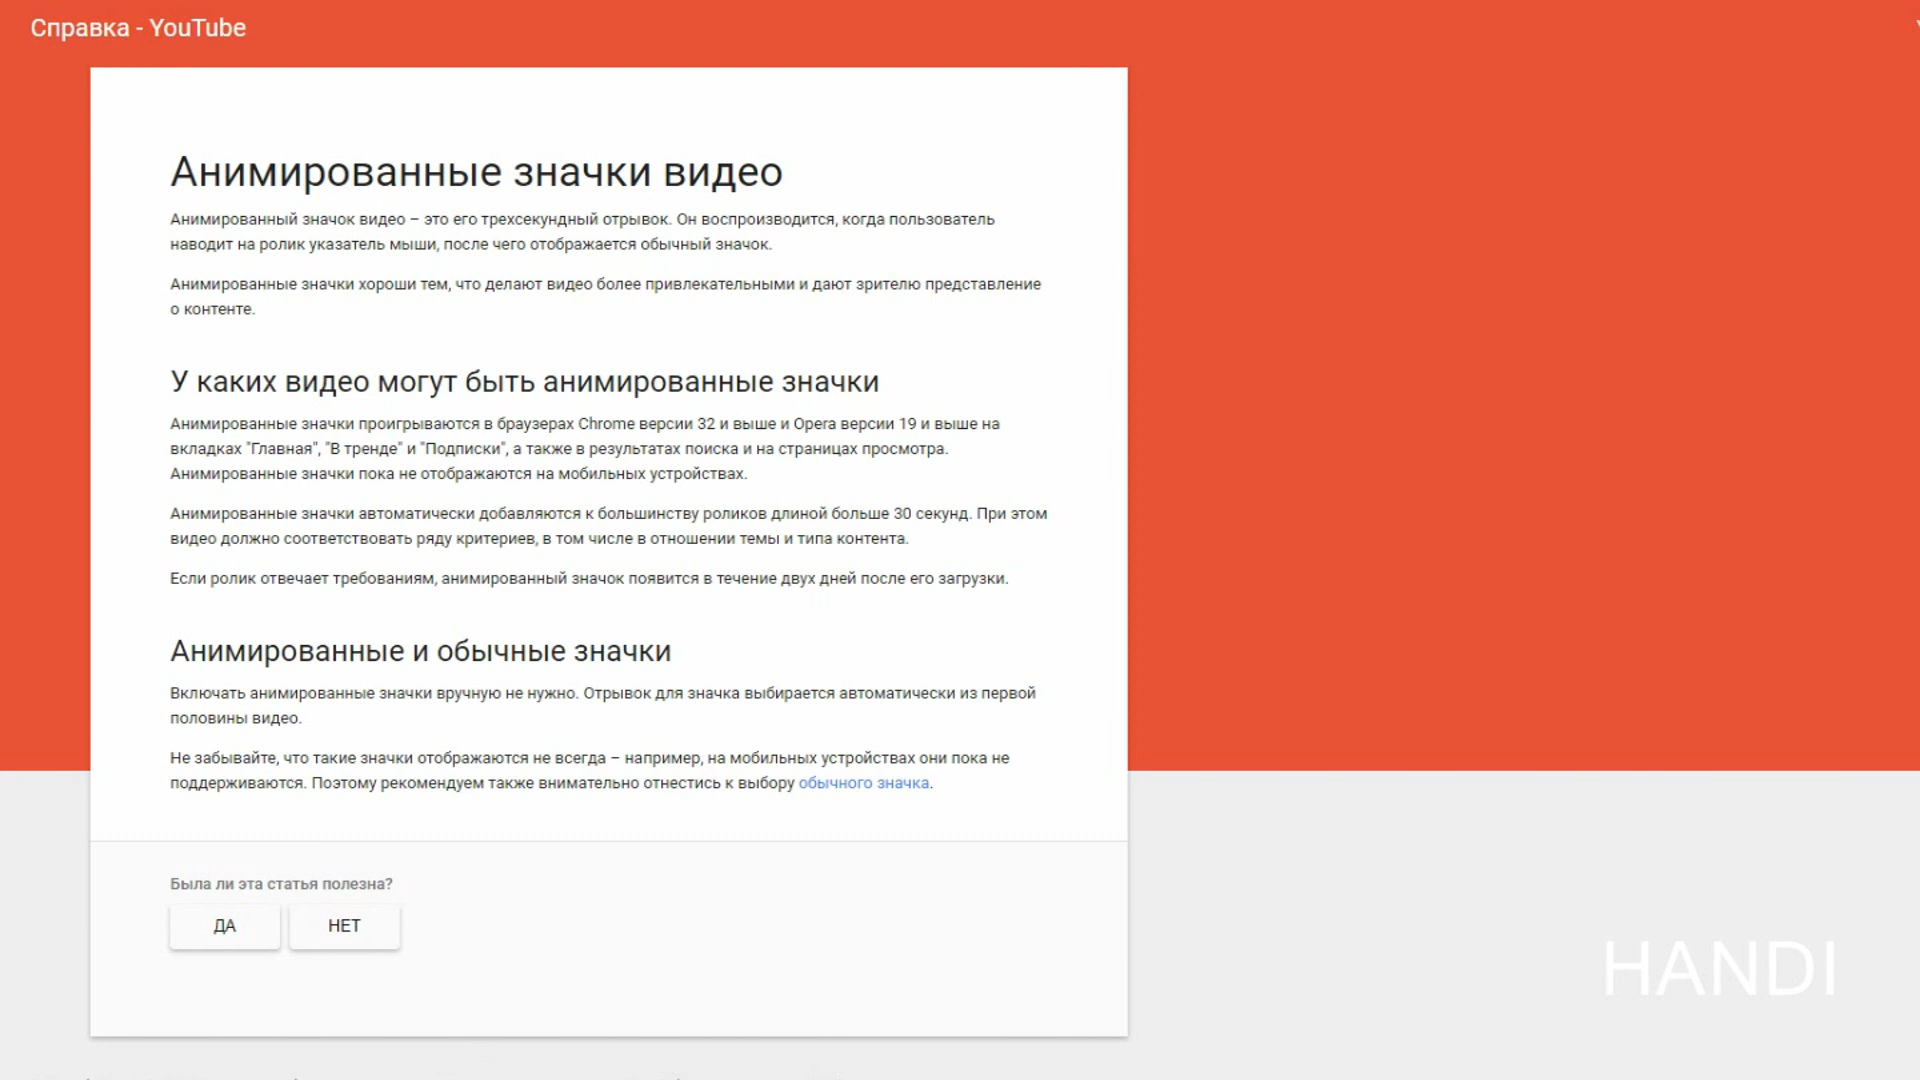 Справка - YouTube
Анимированные значки видео
Анимированный значок видео – это его трехсекундный отрывок. Он воспроизводится, когда пользователь
наводит на ролик указатель мыши, после чего отображается обычный значок.
Анимированные значки хороши тем, что делают видео более привлекательными и дают зрителю представление
о контенте.
У каких видео могут быть анимированные значки
Анимированные значки проигрываются в браузерах Chrome версии 32 и выше и Opera версии 19 и выше на
вкладках "Главная", "В тренде" и "Подписки", а также в результатах поиска и на страницах просмотра.
Анимированные значки пока не отображаются на мобильных устройствах.
Анимированные значки автоматически добавляются к большинству роликов длиной больше 30 секунд. При этом
видео должно соответствовать ряду критериев, в том числе в отношении темы и типа контента.
Если ролик отвечает требованиям, анимированный значок появится в течение двух дней после его загрузки.
Анимированные и обычные значки
Включать анимированные значки вручную не нужно. Отрывок для значка выбирается автоматически из первой
половины видео.
Не забывайте, что такие значки отображаются не всегда – например, на мобильных устройствах они пока не
поддерживаются. Поэтому рекомендуем также внимательно отнестись к выбору обычного значка.
Была ли эта статья полезна?
ДА НЕТ
HANDI